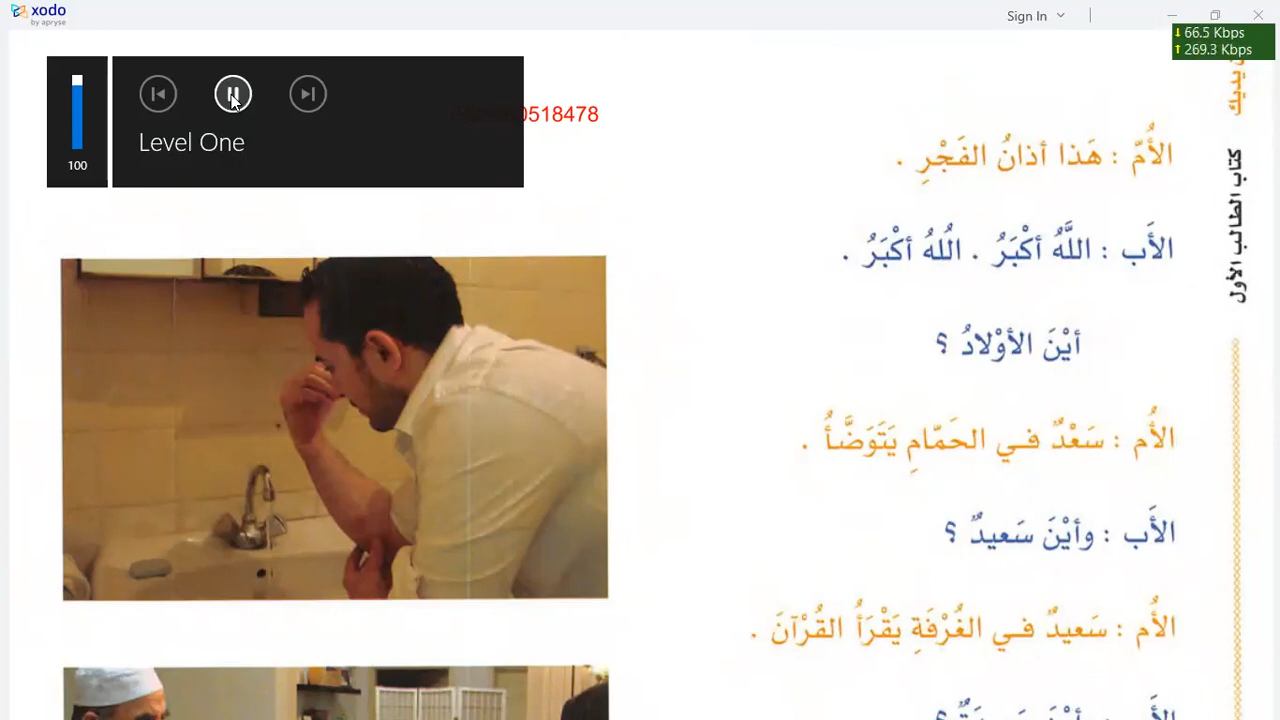 xodo
by apryse
Sign In
↓ 66.5 Kbps
↑ 269.3 Kbps
Level One
100
0518478
يديك
كتاب الطالب الأول
الأُمّ : هَذا أذانُ الفَجْرِ .
الأَب : اللَّهُ أكْبَرُ . اللهُ أكْبَرُ .
أيْنَ الأوْلادُ ؟
الأُم : سَعْدٌ في الحَمّامِ يَتَوَضَّأُ .
الأَب : وأيْنَ سَعيدٌ ؟
الأُم : سَعيدٌ في الغُرْفَةِ يَقْرَأُ القُرْآنَ .